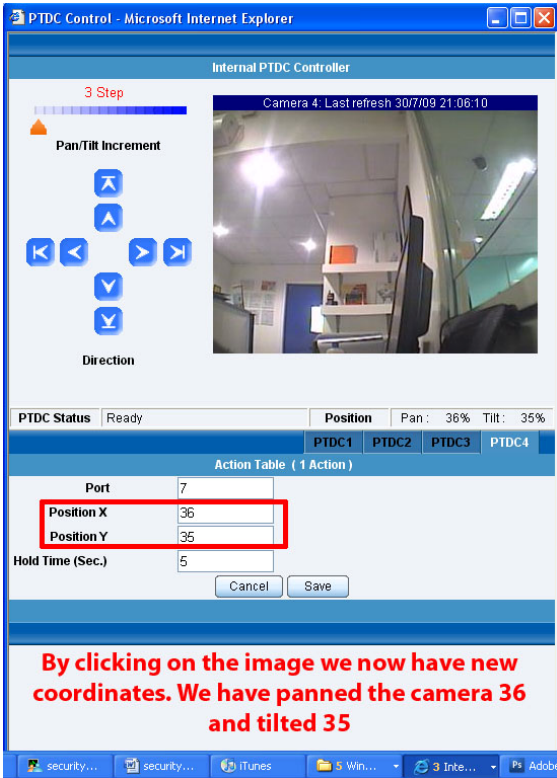 PTDC Control - Microsoft Internet Explorer
Internal PTDC Controller
3 Step
Camera 4: Last refresh 30/7/09 21:06:10
Pan/Tilt Increment
Direction
PTDC Status Ready Position Pan : 36% Tilt : 35%
PTDC1 PTDC2 PTDC3 PTDC4
Action Table ( 1 Action )
Port 7
Position X 36
Position Y 35
Hold Time (Sec.) 5
Cancel Save
By clicking on the image we now have new
coordinates. We have panned the camera 36
and tilted 35
security... security... iTunes 5 Win... 3 Inte... Ps Adob